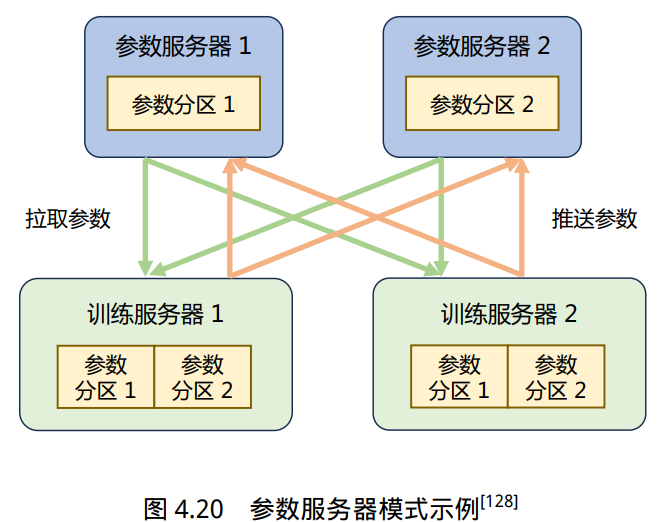 参数服务器 1
参数服务器 2
参数分区 1
参数分区 2
拉取参数
推送参数
训练服务器 1
训练服务器 2
参数
分区 1
参数
分区 2
参数
分区 1
参数
分区 2
图 4.20 参数服务器模式示例[128]